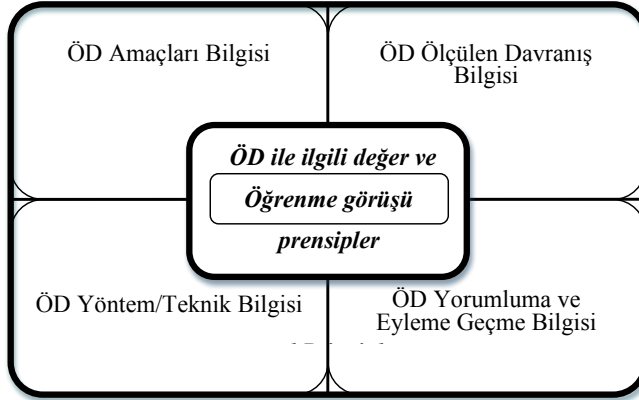 ÖD Amaçları Bilgisi
ÖD Ölçülen Davranış
Bilgisi
ÖD ile ilgili değer ve
Öğrenme görüşü
prensipler
ÖD Yöntem/Teknik Bilgisi
ÖD Yorumluma ve
Eyleme Geçme Bilgisi